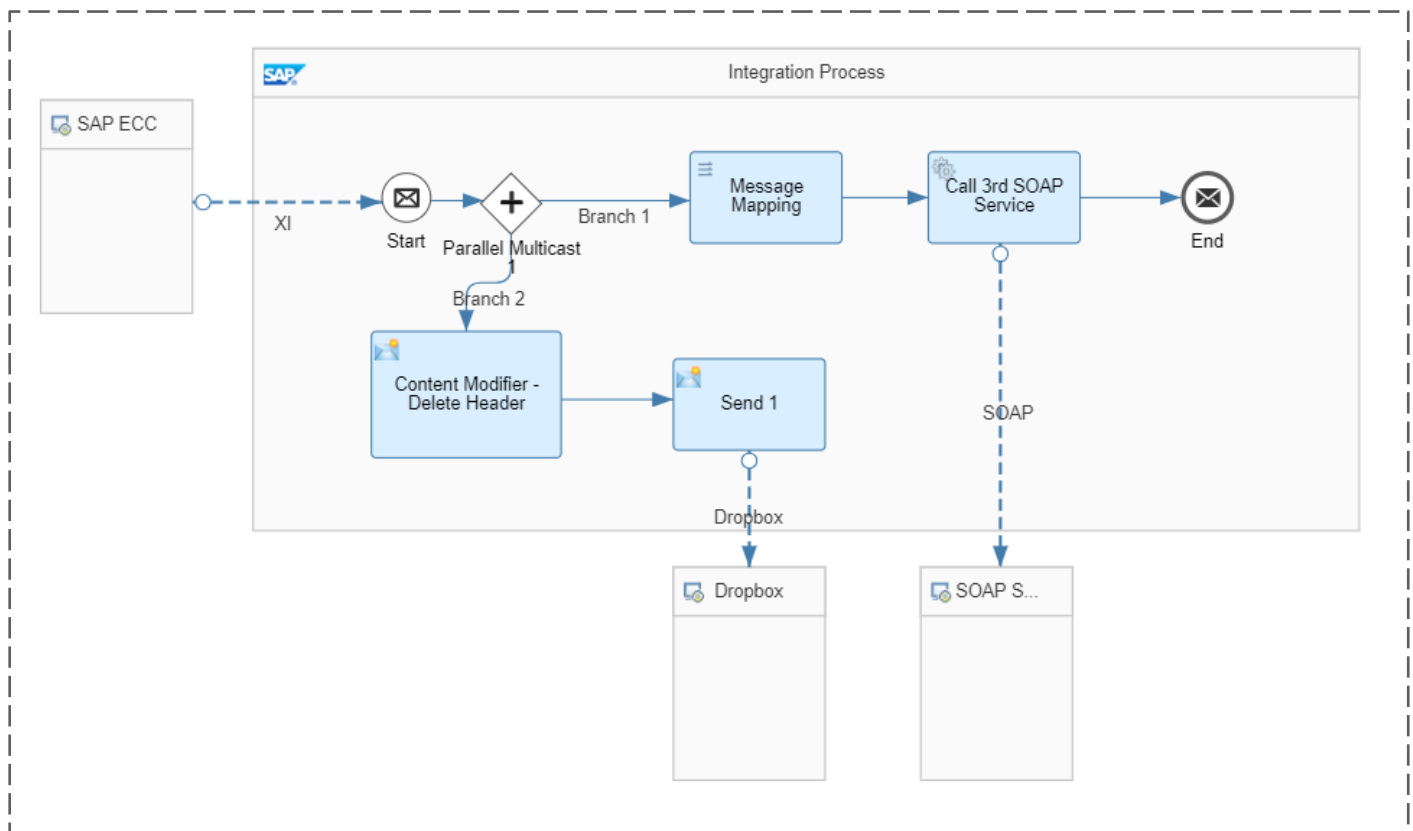 SAP
Integration Process
SAP ECC
XI
Start
Parallel Multicast
1
Branch 1
Message
Mapping
Call 3rd SOAP
Service
End
Branch 2
Content Modifier -
Delete Header
Send 1
SOAP
Dropbox
Dropbox
SOAP S...